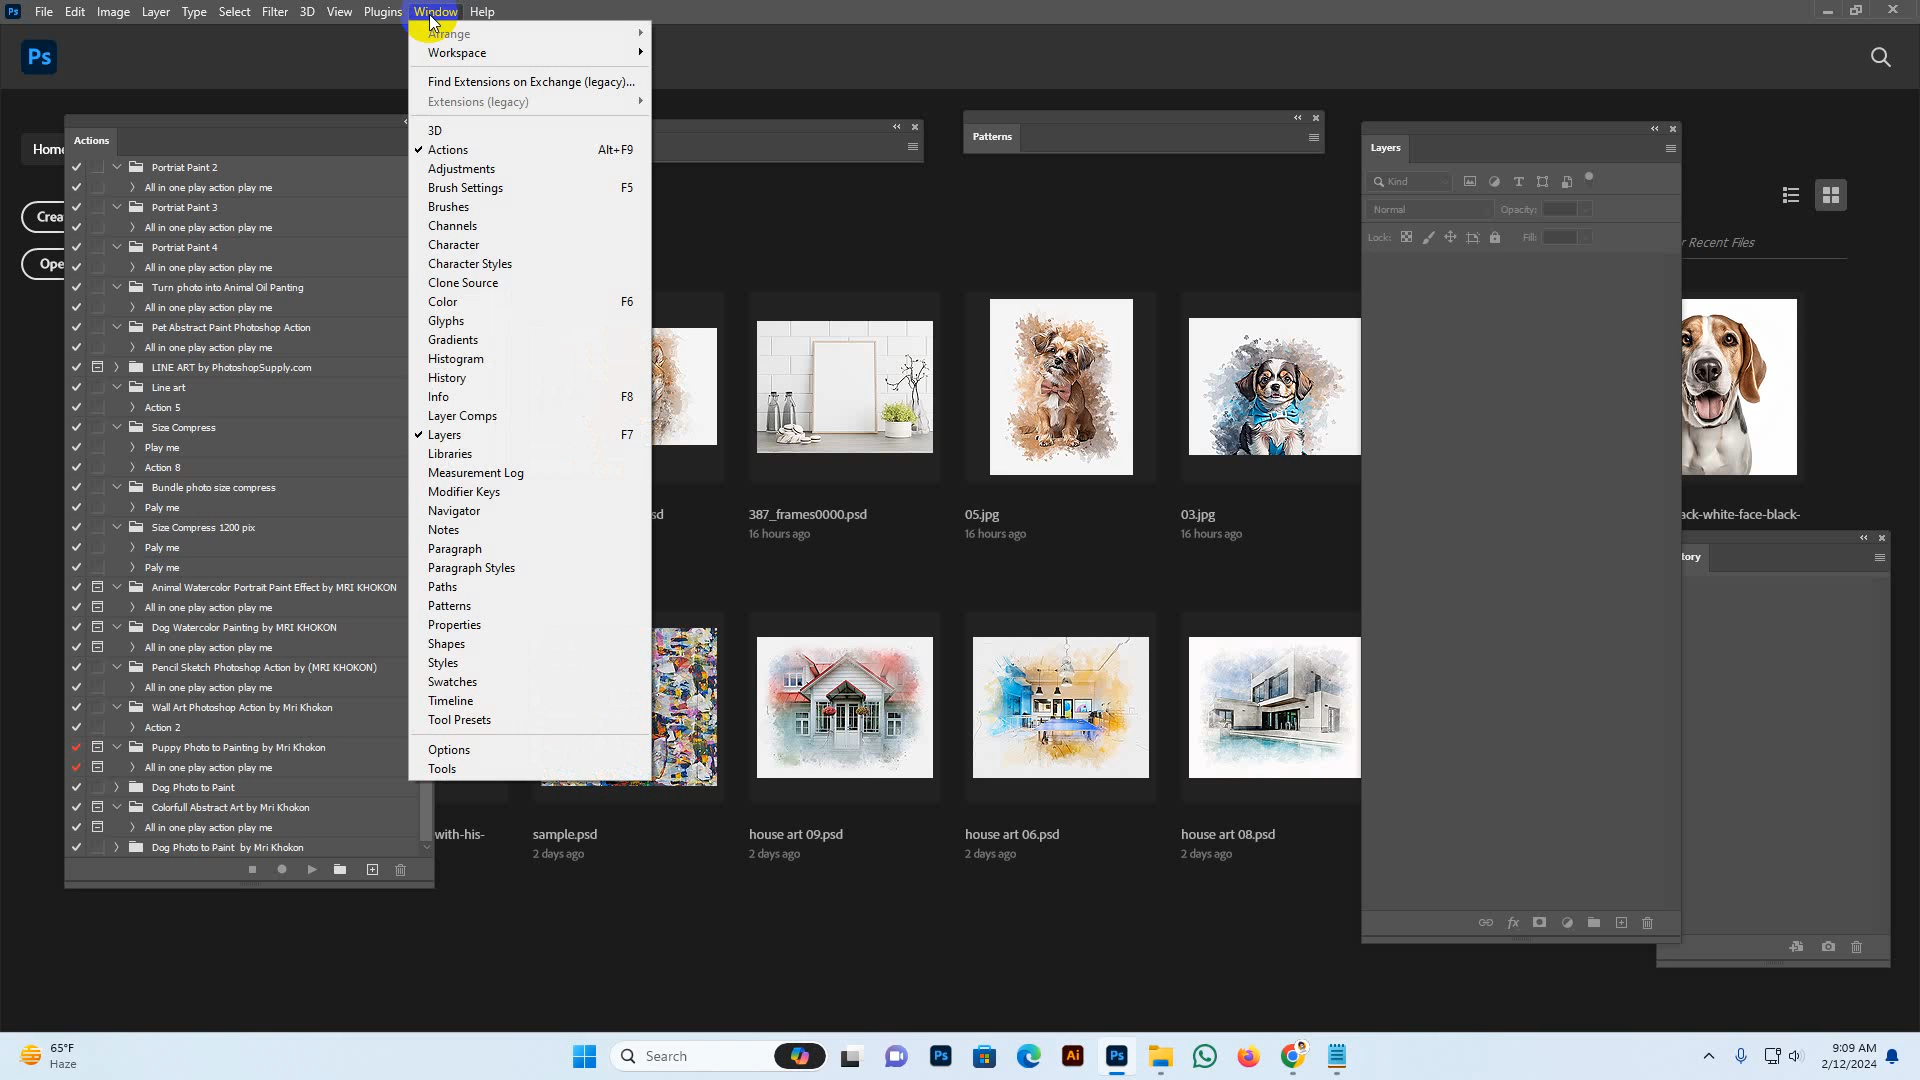 Ps File Edit Image Layer Type Select Filter 3D View Plugins Window Help
Ps
Arrange
Workspace
Find Extensions on Exchange (legacy)...
Extensions (legacy)
3D
Actions Alt+F9
Adjustments
Brush Settings F5
Brushes
Channels
Character
Character Styles
Clone Source
Color F6
Glyphs
Gradients
Histogram
History
Info F8
Layer Comps
Layers F7
Libraries
Measurement Log
Modifier Keys
Navigator
Notes
Paragraph
Paragraph Styles
Paths
Patterns
Properties
Shapes
Styles
Swatches
Timeline
Tool Presets
Options
Tools
Home
Crea
Ope
Actions
Portriat Paint 2
All in one play action play me
Portriat Paint 3
All in one play action play me
Portriat Paint 4
All in one play action play me
Turn photo into Animal Oil Panting
All in one play action play me
Pet Abstract Paint Photoshop Action
All in one play action play me
LINE ART by PhotoshopSupply.com
Line art
Action 5
Size Compress
Play me
Action 8
Bundle photo size compress
Paly me
Size Compress 1200 pix
Paly me
Paly me
Animal Watercolor Portrait Paint Effect by MRI KHOKON
All in one play action play me
Dog Watercolor Painting by MRI KHOKON
All in one play action play me
Pencil Sketch Photoshop Action by (MRI KHOKON)
All in one play action play me
Wall Art Photoshop Action by Mri Khokon
Action 2
Puppy Photo to Painting by Mri Khokon
All in one play action play me
Dog Photo to Paint
Colorfull Abstract Art by Mri Khokon
All in one play action play me
Dog Photo to Paint by Mri Khokon
Patterns
Layers
Kind
Normal Opacity:
Lock: Fill:
r Recent Files
sd
387_frames0000.psd
16 hours ago
05.jpg
16 hours ago
03.jpg
16 hours ago
ack-white-face-black-
tory
with-his-
sample.psd
2 days ago
house art 09.psd
2 days ago
house art 06.psd
2 days ago
house art 08.psd
2 days ago
65°F
Haze
Search
Ps
Ai
Ps
9:09 AM
2/12/2024